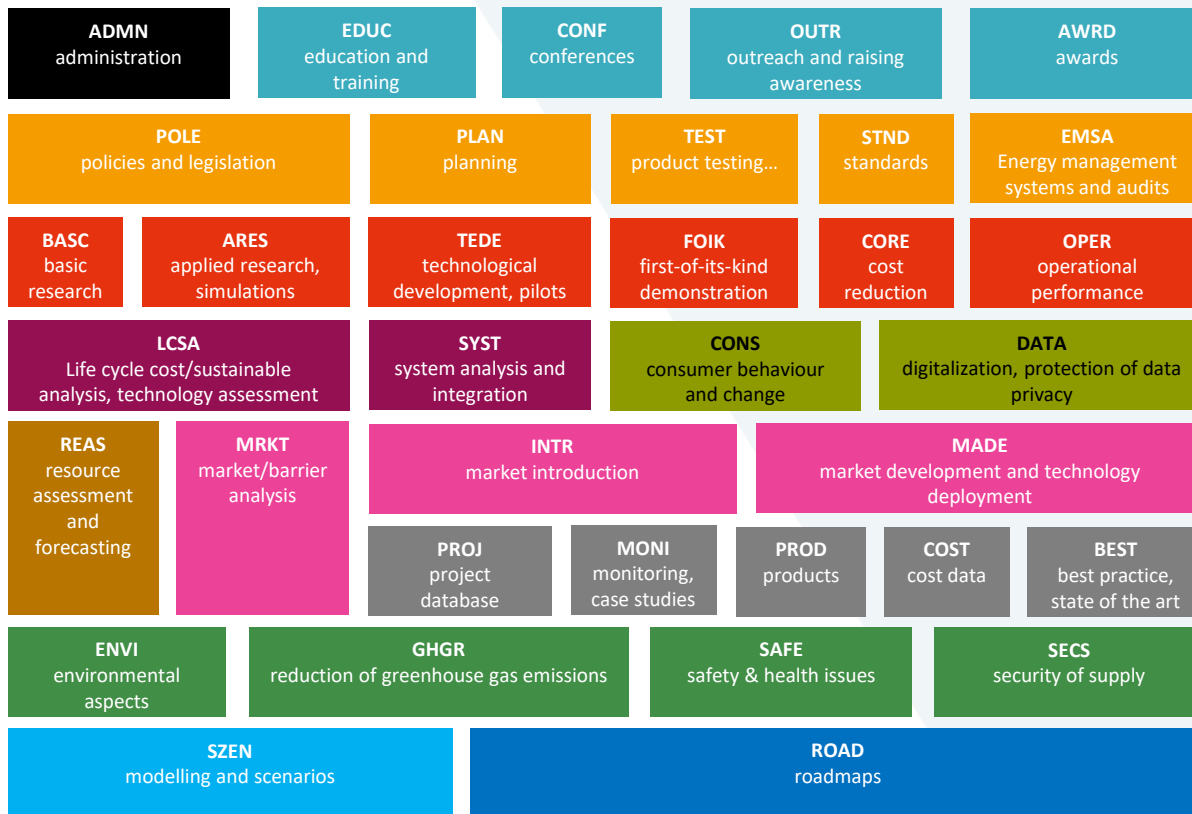 ADMN
administration
EDUC
education and
training
CONF
conferences
OUTR
outreach and raising
awareness
AWRD
awards
POLE
policies and legislation
PLAN
planning
TEST
product testing...
STND
standards
EMSA
Energy management
systems and audits
BASC
basic
research
ARES
applied research,
simulations
TEDE
technological
development, pilots
FOIK
first-of-its-kind
demonstration
CORE
cost
reduction
OPER
operational
performance
LCSA
Life cycle cost/sustainable
analysis, technology assessment
SYST
system analysis and
integration
CONS
consumer behaviour
and change
DATA
digitalization, protection of data
privacy
REAS
resource
assessment
and
forecasting
MRKT
market/barrier
analysis
INTR
market introduction
MADE
market development and technology
deployment
PROJ
project
database
MONI
monitoring,
case studies
PROD
products
COST
cost data
BEST
best practice,
state of the art
ENVI
environmental
aspects
GHGR
reduction of greenhouse gas emissions
SAFE
safety & health issues
SECS
security of supply
SZEN
modelling and scenarios
ROAD
roadmaps